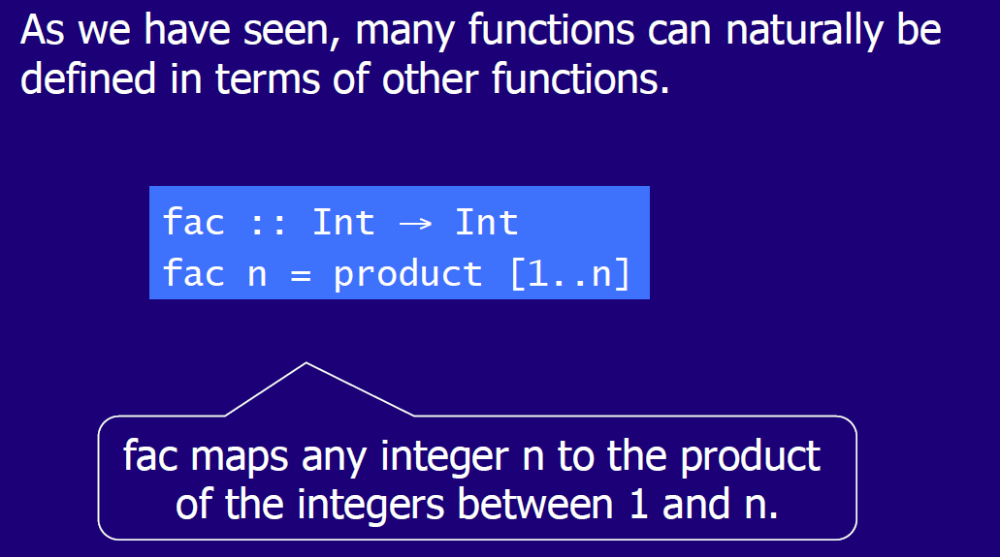 As we have seen, many functions can naturally be
defined in terms of other functions.
fac :: Int → Int
fac n = product [1..n]
fac maps any integer n to the product
of the integers between 1 and n.